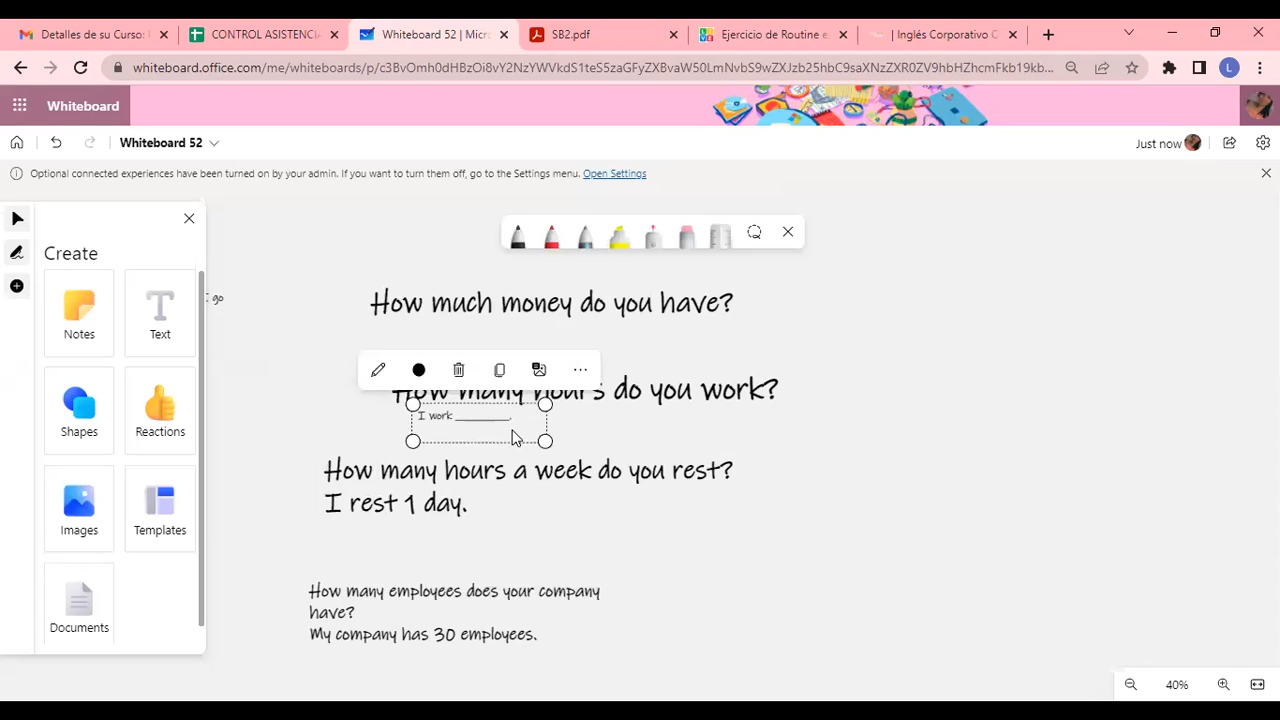 Detalles de su Curso:
CONTROL ASISTENCIA
Whiteboard 52 | Micr
SB2.pdf
Ejercicio de Routine e
| Inglés Corporativo
whiteboard.office.com/me/whiteboards/p/
Whiteboard
Whiteboard 52
Just now
Optional connected experiences have been turned on by your admin. If you want to turn them off, go to the Settings menu. Open Settings
Create
Notes
Text
Shapes
Reactions
Images
Templates
Documents
I go
How much money do you have?
How many hours do you work?
I work __________.
How many hours a week do you rest?
I rest 1 day.
How many employees does your company
have?
My company has 30 employees.
40%
L